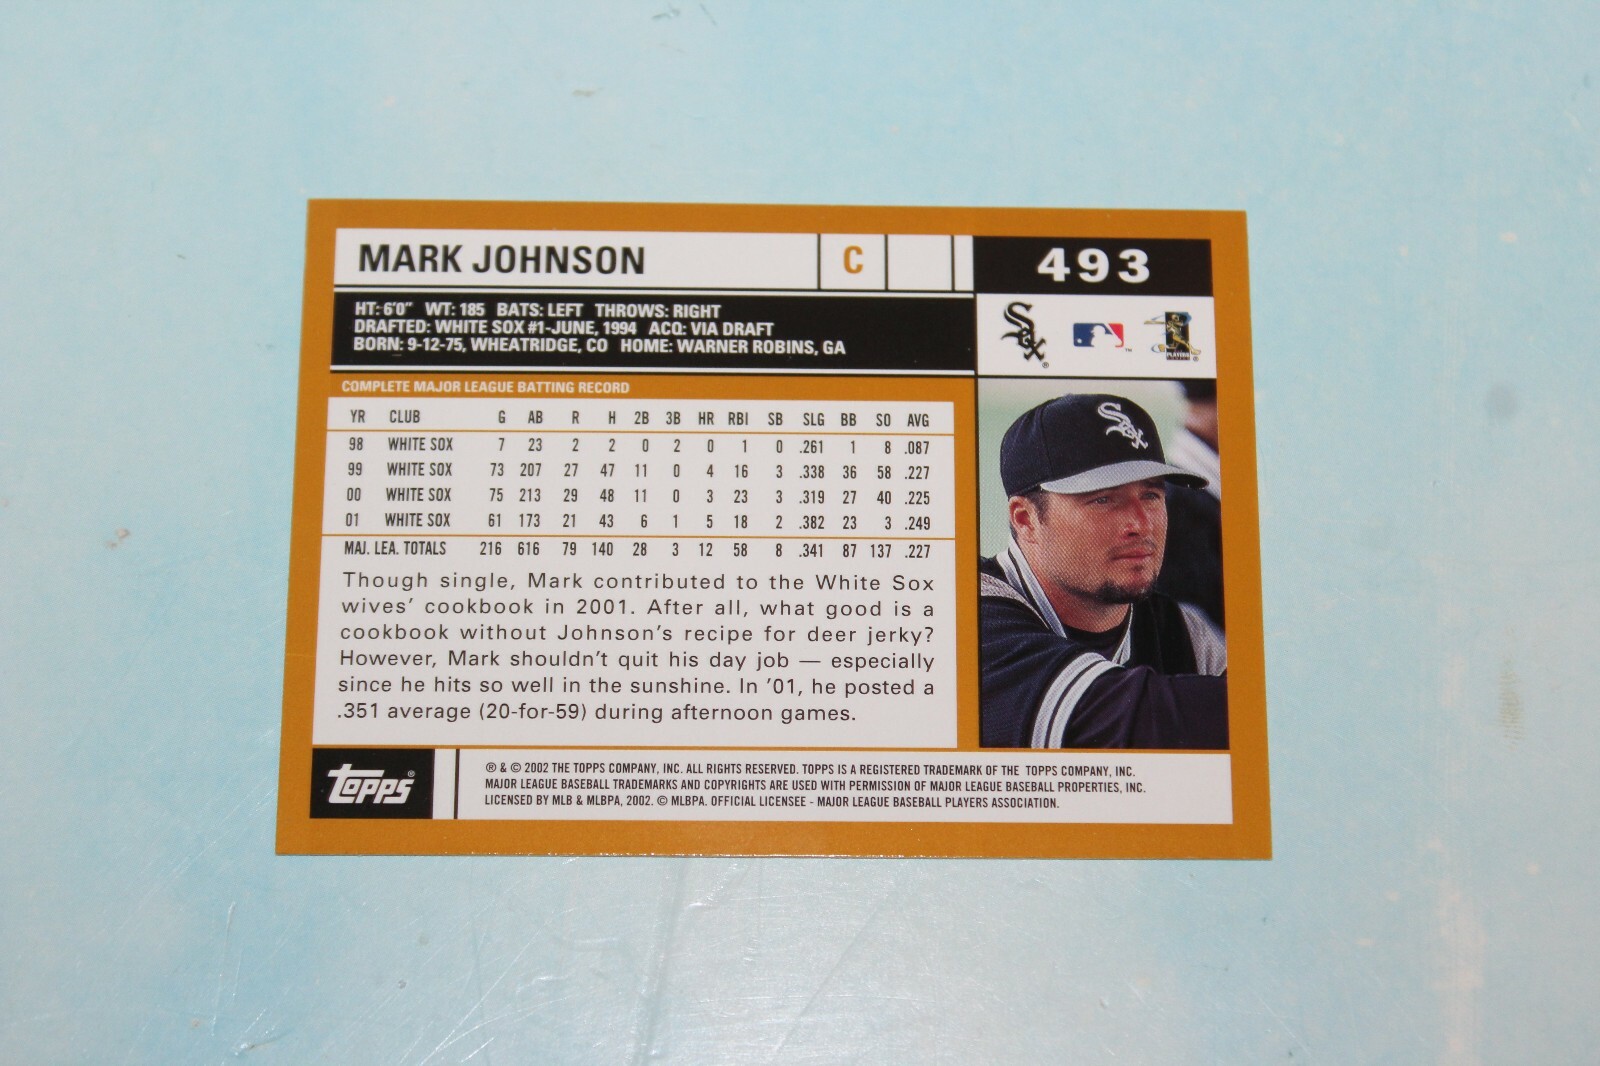 MARK JOHNSON C 493
HT: 6'0" WT: 185 BATS: LEFT THROWS: RIGHT
DRAFTED: WHITE SOX #1-JUNE, 1994 ACQ: VIA DRAFT
BORN: 9-12-75, WHEATRIDGE, CO HOME: WARNER ROBINS, GA
Sox
COMPLETE MAJOR LEAGUE BATTING RECORD
YR CLUB G AB R H 2B 3B HR RBI SB SLG BB SO AVG
98 WHITE SOX 7 23 2 2 0 2 0 1 0 .261 1 8 .087
99 WHITE SOX 73 207 27 47 11 0 4 16 3 .338 36 58 .227
00 WHITE SOX 75 213 29 48 11 0 3 23 3 .319 27 40 .225
01 WHITE SOX 61 173 21 43 6 1 5 18 2 .382 23 3 .249
MAJ. LEA. TOTALS 216 616 79 140 28 3 12 58 8 .341 87 137 .227
Sox
Though single, Mark contributed to the White Sox
wives' cookbook in 2001. After all, what good is a
cookbook without Johnson's recipe for deer jerky?
However, Mark shouldn't quit his day job — especially
since he hits so well in the sunshine. In '01, he posted a
.351 average (20-for-59) during afternoon games.
topps®
® & © 2002 THE TOPPS COMPANY, INC. ALL RIGHTS RESERVED. TOPPS IS A REGISTERED TRADEMARK OF THE TOPPS COMPANY, INC.
MAJOR LEAGUE BASEBALL TRADEMARKS AND COPYRIGHTS ARE USED WITH PERMISSION OF MAJOR LEAGUE BASEBALL PROPERTIES, INC.
LICENSED BY MLB & MLBPA, 2002. © MLBPA. OFFICIAL LICENSEE - MAJOR LEAGUE BASEBALL PLAYERS ASSOCIATION.